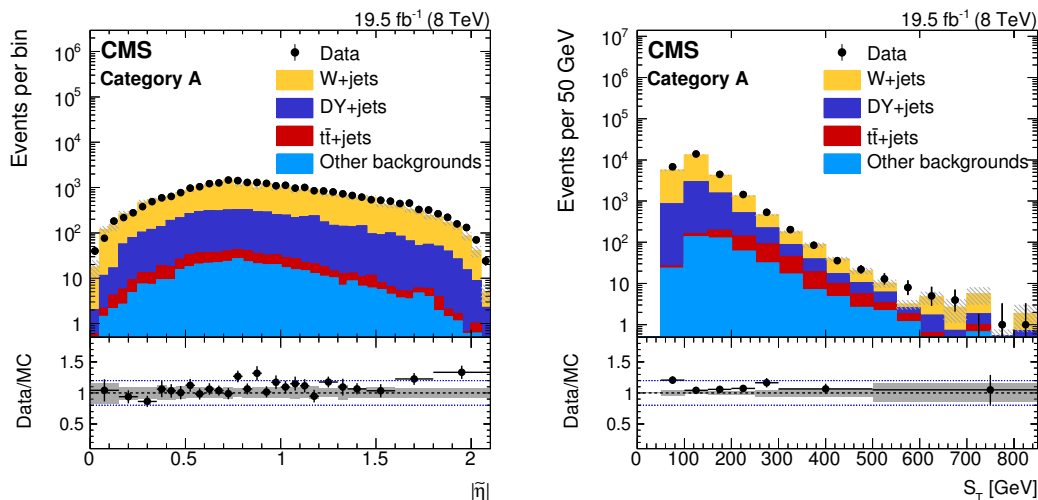 19.5 fb⁻¹ (8 TeV)
Events per bin
10⁶
10⁵
10⁴
10³
10²
10
1
CMS
Category A
Data
W+jets
DY+jets
tt̄+jets
Other backgrounds
Data/MC
1.5
1
0.5
0 0.5 1 1.5 2
|η̃|
19.5 fb⁻¹ (8 TeV)
Events per 50 GeV
10⁷
10⁶
10⁵
10⁴
10³
10²
10
1
CMS
Category A
Data
W+jets
DY+jets
tt̄+jets
Other backgrounds
Data/MC
1.5
1
0.5
0 100 200 300 400 500 600 700 800
S_T [GeV]